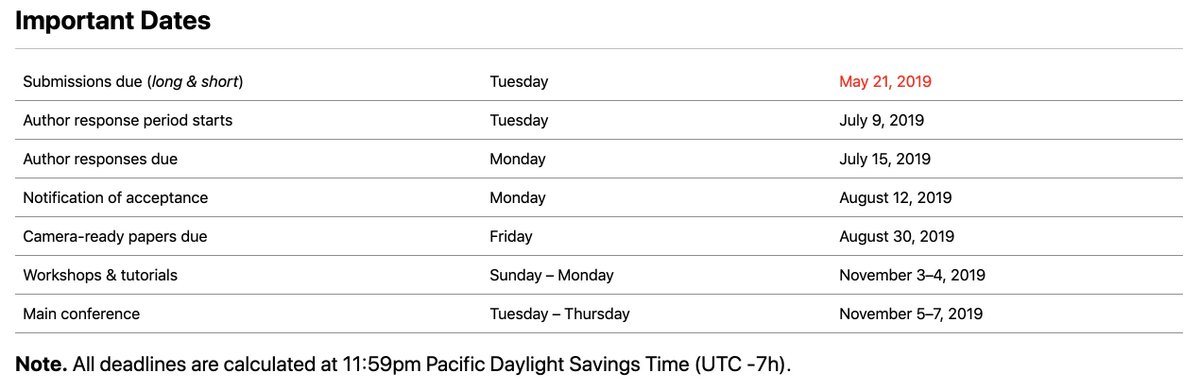 Important Dates
Submissions due (long & short) Tuesday May 21, 2019
Author response period starts Tuesday July 9, 2019
Author responses due Monday July 15, 2019
Notification of acceptance Monday August 12, 2019
Camera-ready papers due Friday August 30, 2019
Workshops & tutorials Sunday – Monday November 3–4, 2019
Main conference Tuesday – Thursday November 5–7, 2019
Note. All deadlines are calculated at 11:59pm Pacific Daylight Savings Time (UTC -7h).